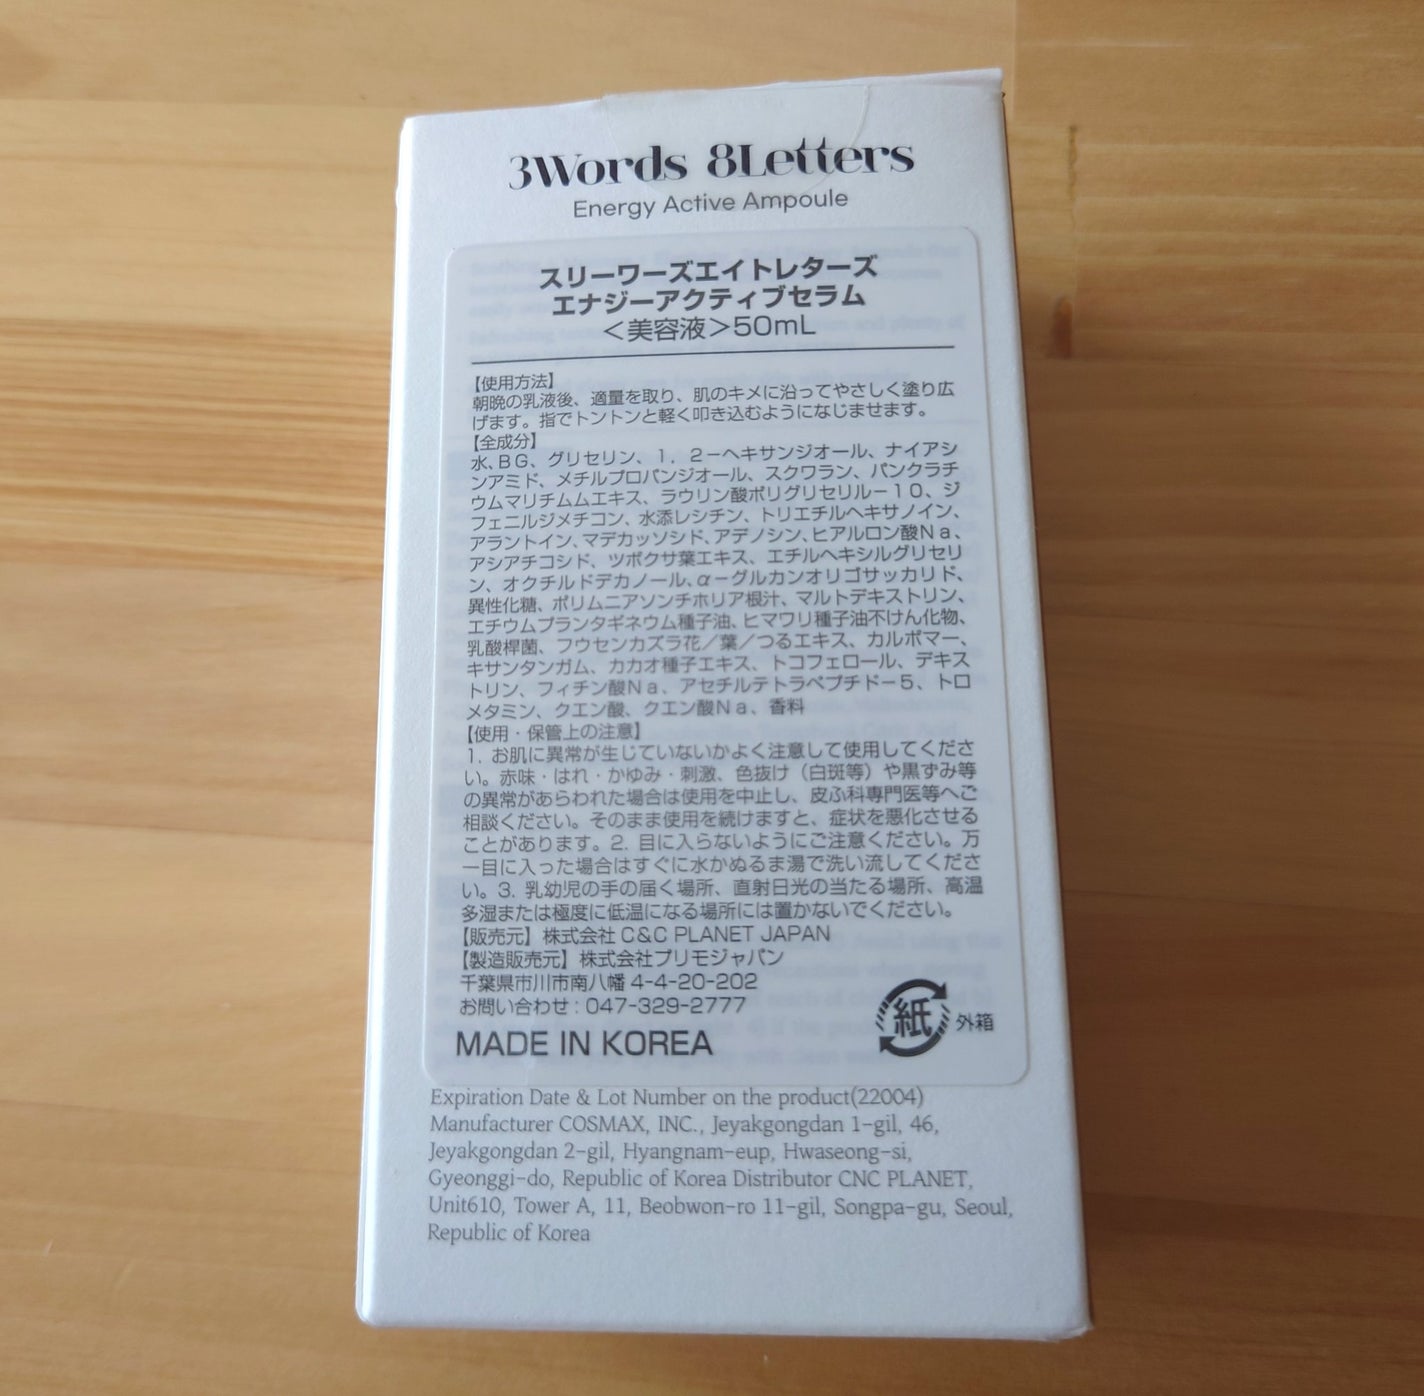 3Words 8Letters
Energy Active Ampoule
スリーワーズエイトレターズ
エナジーアクティブセラム
＜美容液＞50mL
【使用方法】
朝晩の乳液後、適量を取り、肌のキメに沿ってやさしく塗り広
げます。指でトントンと軽く叩き込むようになじませます。
【全成分】
水、ＢＧ、グリセリン、１，２－ヘキサンジオール、ナイアシ
ンアミド、メチルプロパンジオール、スクワラン、パンクラチ
ウムマリチムムエキス、ラウリン酸ポリグリセリル－１０、ジ
フェニルジメチコン、水添レシチン、トリエチルヘキサノイン、
アラントイン、マデカッソシド、アデノシン、ヒアルロン酸Ｎａ、
アシアチコシド、ツボクサ葉エキス、エチルヘキシルグリセリ
ン、オクチルドデカノール、α－グルカンオリゴサッカリド、
異性化糖、ポリムニアソンチホリア根汁、マルトデキストリン、
エチウムプランタギネウム種子油、ヒマワリ種子油不けん化物、
乳酸桿菌、フウセンカズラ花／葉／つるエキス、カルボマー、
キサンタンガム、カカオ種子エキス、トコフェロール、デキス
トリン、フィチン酸Ｎａ、アセチルテトラペプチド－５、トロ
メタミン、クエン酸、クエン酸Ｎａ、香料
【使用・保管上の注意】
1. お肌に異常が生じていないかよく注意して使用してくださ
い。赤味・はれ・かゆみ・刺激、色抜け（白斑等）や黒ずみ等
の異常があらわれた場合は使用を中止し、皮ふ科専門医等へご
相談ください。そのまま使用を続けますと、症状を悪化させる
ことがあります。2. 目に入らないようにご注意ください。万
一目に入った場合はすぐに水かぬるま湯で洗い流してくださ
い。3. 乳幼児の手の届く場所、直射日光の当たる場所、高温
多湿または極度に低温になる場所には置かないでください。
【販売元】株式会社 C&C PLANET JAPAN
【製造販売元】株式会社プリモジャパン
千葉県市川市南八幡 4-4-20-202
お問い合わせ : 047-329-2777
MADE IN KOREA
紙 外箱
Expiration Date & Lot Number on the product(22004)
Manufacturer COSMAX, INC., Jeyakgongdan 1-gil, 46,
Jeyakgongdan 2-gil, Hyangnam-eup, Hwaseong-si,
Gyeonggi-do, Republic of Korea Distributor CNC PLANET,
Unit610, Tower A, 11, Beobwon-ro 11-gil, Songpa-gu, Seoul,
Republic of Korea